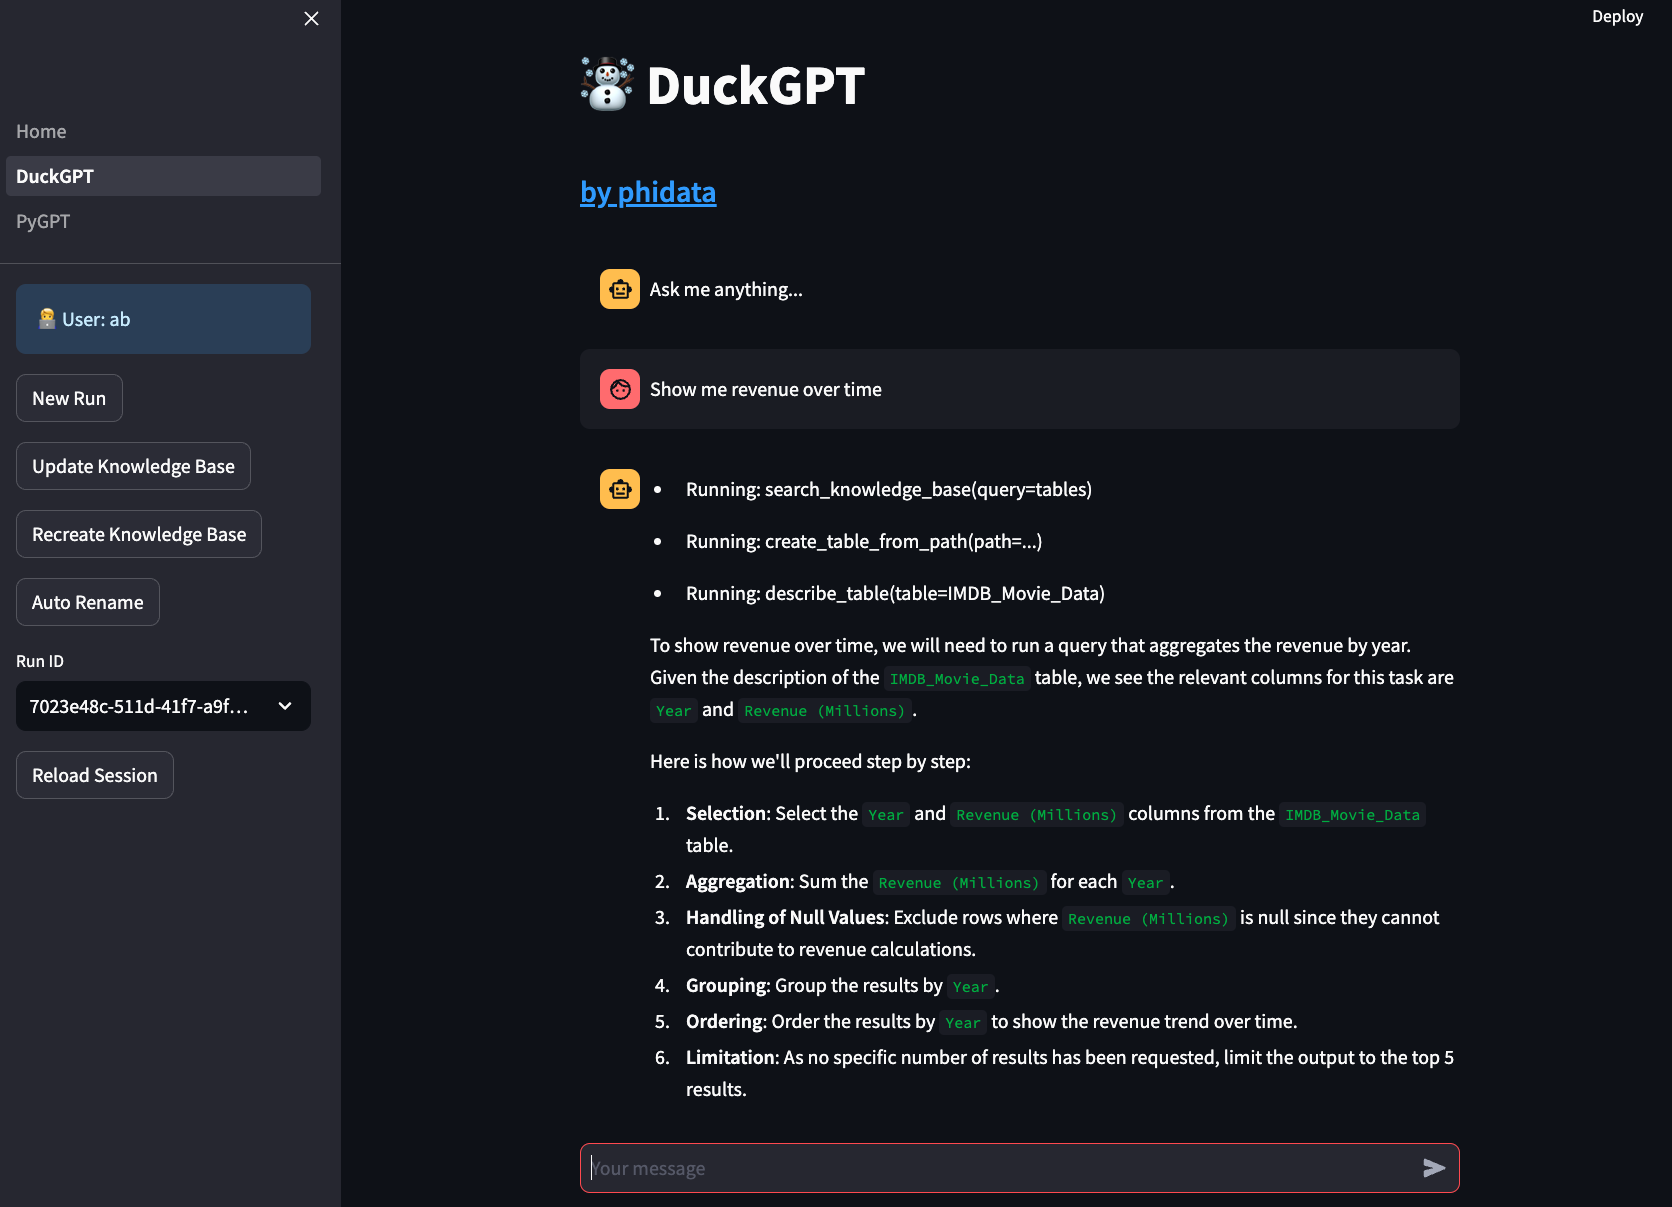 Deploy
Home
DuckGPT
PyGPT
User: ab
New Run
Update Knowledge Base
Recreate Knowledge Base
Auto Rename
Run ID
7023e48c-511d-41f7-a9f...
Reload Session
DuckGPT
by phidata
Ask me anything...
Show me revenue over time
• Running: search_knowledge_base(query=tables)
• Running: create_table_from_path(path=...)
• Running: describe_table(table=IMDB_Movie_Data)
To show revenue over time, we will need to run a query that aggregates the revenue by year.
Given the description of the IMDB_Movie_Data table, we see the relevant columns for this task are
Year and Revenue (Millions).
Here is how we'll proceed step by step:
1. Selection: Select the Year and Revenue (Millions) columns from the IMDB_Movie_Data
table.
2. Aggregation: Sum the Revenue (Millions) for each Year.
3. Handling of Null Values: Exclude rows where Revenue (Millions) is null since they cannot
contribute to revenue calculations.
4. Grouping: Group the results by Year.
5. Ordering: Order the results by Year to show the revenue trend over time.
6. Limitation: As no specific number of results has been requested, limit the output to the top 5
results.
Your message